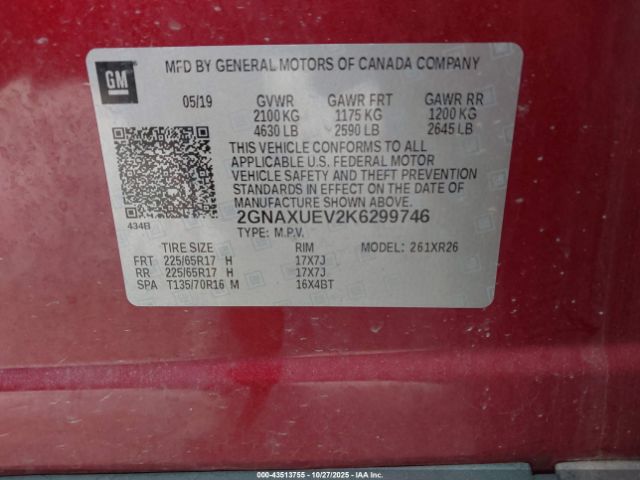 GM
MFD BY GENERAL MOTORS OF CANADA COMPANY
05/19 GVWR GAWR FRT GAWR RR
2100 KG 1175 KG 1200 KG
4630 LB 2590 LB 2645 LB
THIS VEHICLE CONFORMS TO ALL
APPLICABLE U.S. FEDERAL MOTOR
VEHICLE SAFETY AND THEFT PREVENTION
STANDARDS IN EFFECT ON THE DATE OF
MANUFACTURE SHOWN ABOVE.
434B 2GNAXUEV2K6299746
TYPE: M.P.V.
TIRE SIZE RIM MODEL: 261XR26
FRT 225/65R17 H 17X7J
RR 225/65R17 H 17X7J
SPA T135/70R16 M 16X4BT
00-43513755 - 10/27/2025 - IAAI.COM